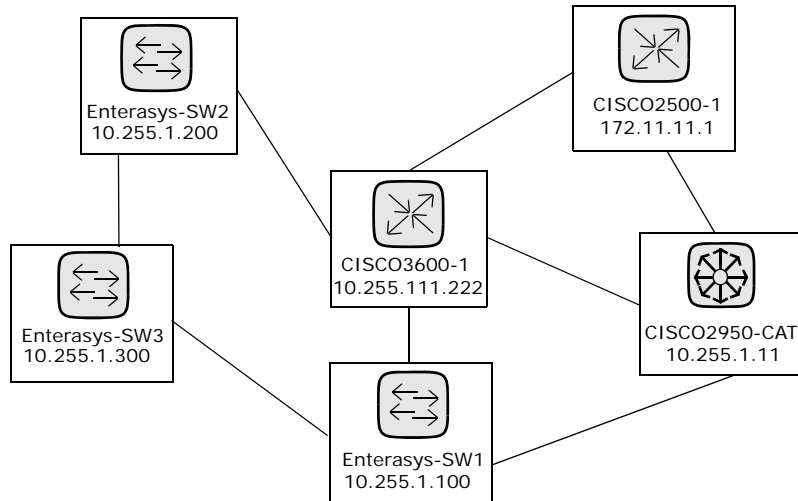 Enterasys-SW2
10.255.1.200
CISCO2500-1
172.11.11.1
CISCO3600-1
10.255.111.222
Enterasys-SW3
10.255.1.300
CISCO2950-CAT
10.255.1.11
Enterasys-SW1
10.255.1.100